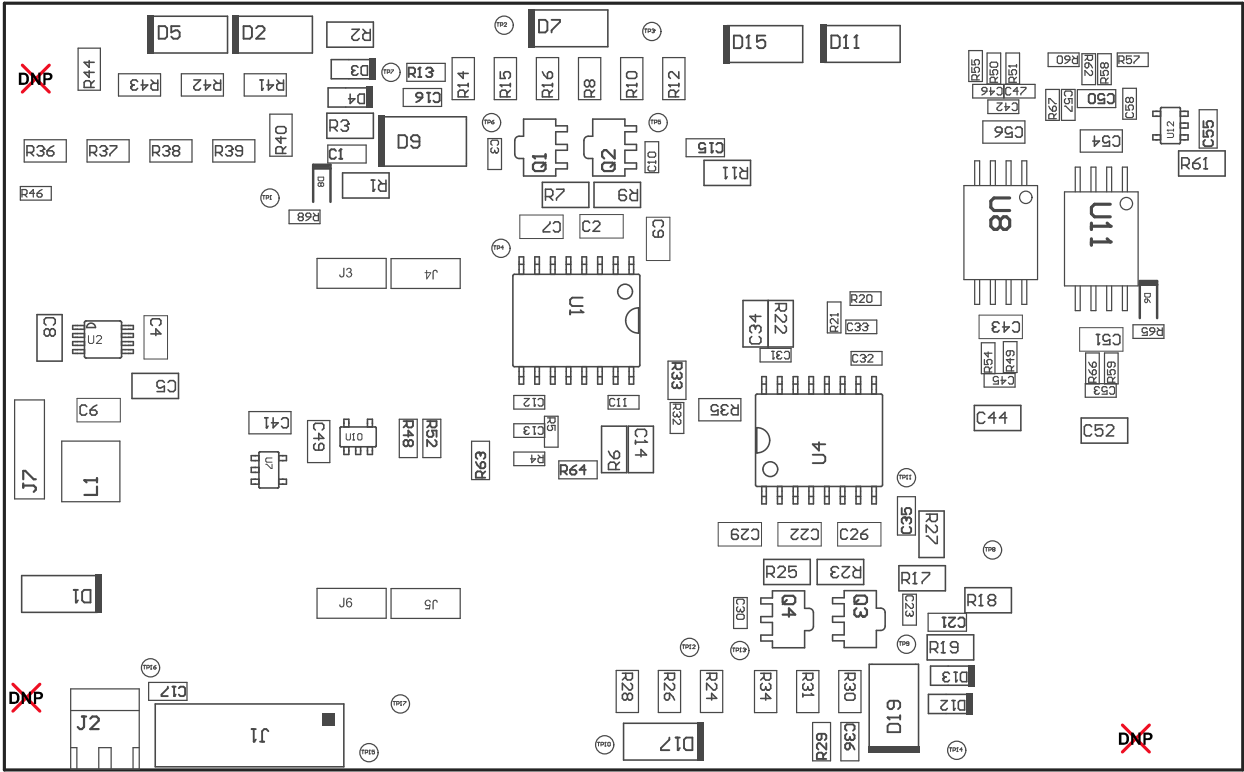 D5 D2 R2 TP2 D7 TP3 D15 D11
DNP R44 R43 R42 R41 D3 TP7 R13 R14 R15 R16 R8 R10 R12 R55 R50 R51 R60 R62 R58 R57
D4 C16 C46 C47 C42 R67 C57 C50 C58
R40 R3 D9 TP6 Q1 Q2 TP5 C56 C54 U12 C55
R36 R37 R38 R39 C1 C3 C10 C15 R61
R46 TP1 D8 R1 R7 R9 R11
R68 C7 C2 C9 U8 U11
TP4
J3 J4
U1 R20 D6
C8 U2 C4 C34 R22 R21 C33 C43 R65
C31 C32 C51
C5 R33 R54 R49 R66 R59
C45 C53
C6 C12 C11 R32 R35 C44 C52
C41 C49 U10 R48 R52 C13 R5 U4
J7 L1 U7 R63 R4 R64 R6 C14
TP11
C29 C22 C26 C35 R27
TP8
D1 R25 R23 R17
J6 J5 C30 Q4 Q3 C23 R18
C21
TP12 TP13 TP9 R19
TP16 R28 R26 R24 R34 R31 R30 D13
DNP C17 TP17 D19 D12
J2 J1 TP15 TP10 D17 R29 C36 TP14 DNP